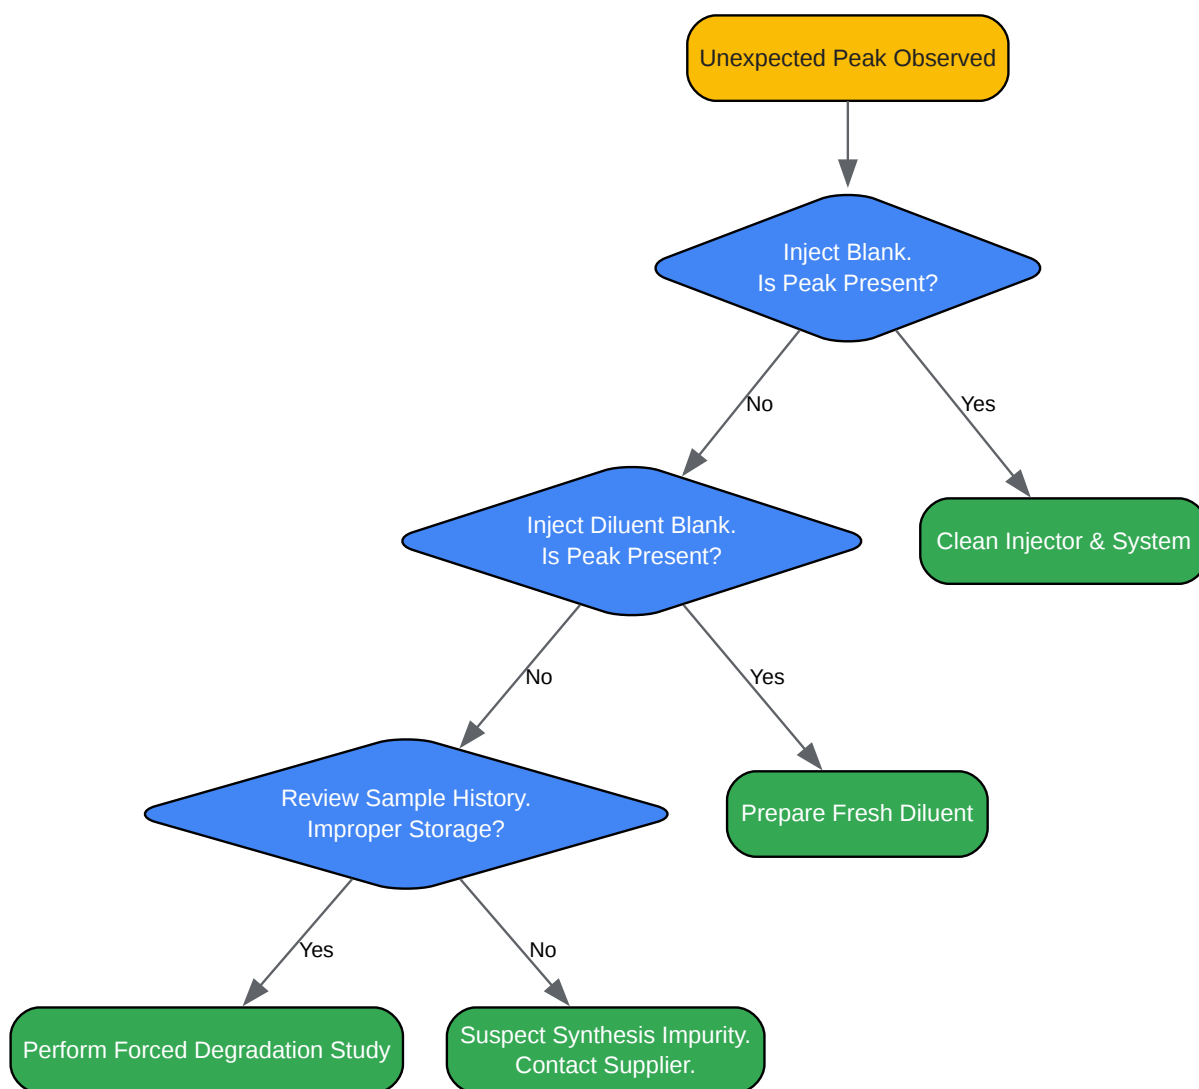 Unexpected Peak Observed
Inject Blank.
Is Peak Present?
No
Yes
Inject Diluent Blank.
Is Peak Present?
Clean Injector & System
No
Yes
Review Sample History.
Improper Storage?
Prepare Fresh Diluent
Yes
No
Perform Forced Degradation Study
Suspect Synthesis Impurity.
Contact Supplier.